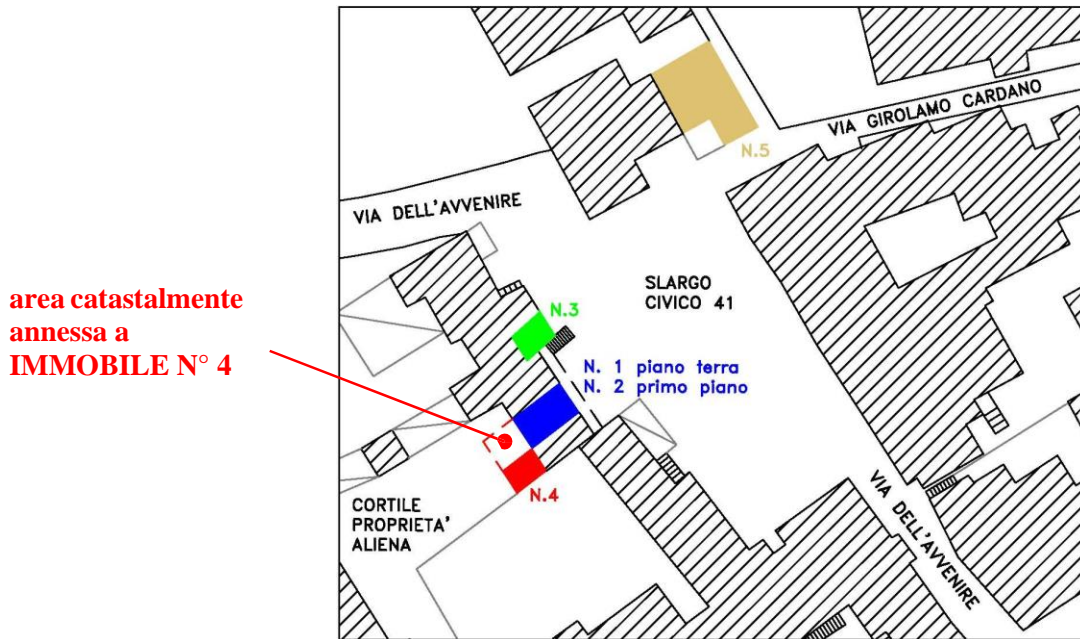 VIA GIROLAMO CARDANO
N.5
VIA DELL'AVVENIRE
SLARGO
CIVICO 41
area catastalmente
annessa a
IMMOBILE N° 4
N.3
N. 1 piano terra
N. 2 primo piano
N.4
CORTILE
PROPRIETA'
ALIENA
VIA DELL'AVVENIRE